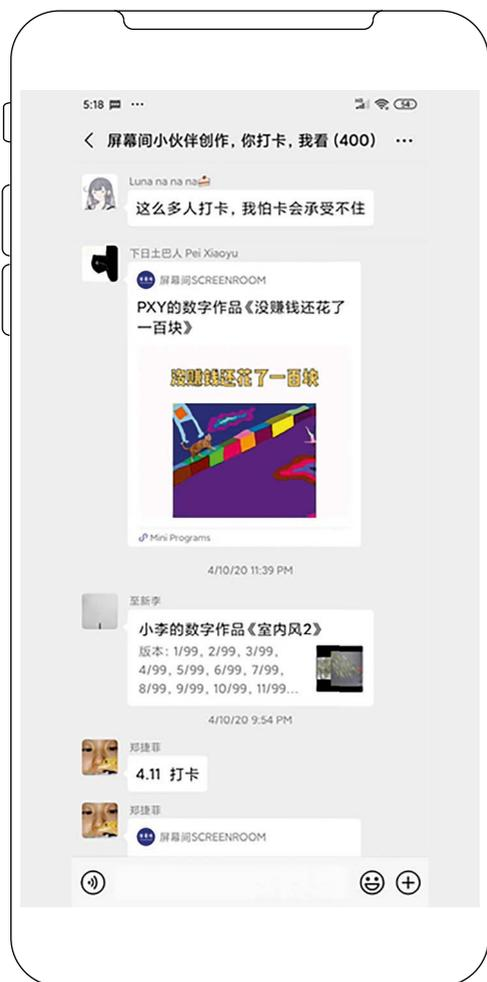 5:18
54
屏幕间小伙伴创作，你打卡，我看 (400)
Luna na na na🍰
这么多人打卡，我怕卡会承受不住
下日土巴人 Pei Xiaoyu
屏幕间SCREENROOM
PXY的数字作品《没赚钱还花了
一百块》
没赚钱还花了一百块
Mini Programs
4/10/20 11:39 PM
至新李
小李的数字作品《室内风2》
版本：1/99，2/99，3/99，
4/99，5/99，6/99，7/99，
8/99，9/99，10/99，11/99...
4/10/20 9:54 PM
郑捷菲
4.11 打卡
郑捷菲
屏幕间SCREENROOM